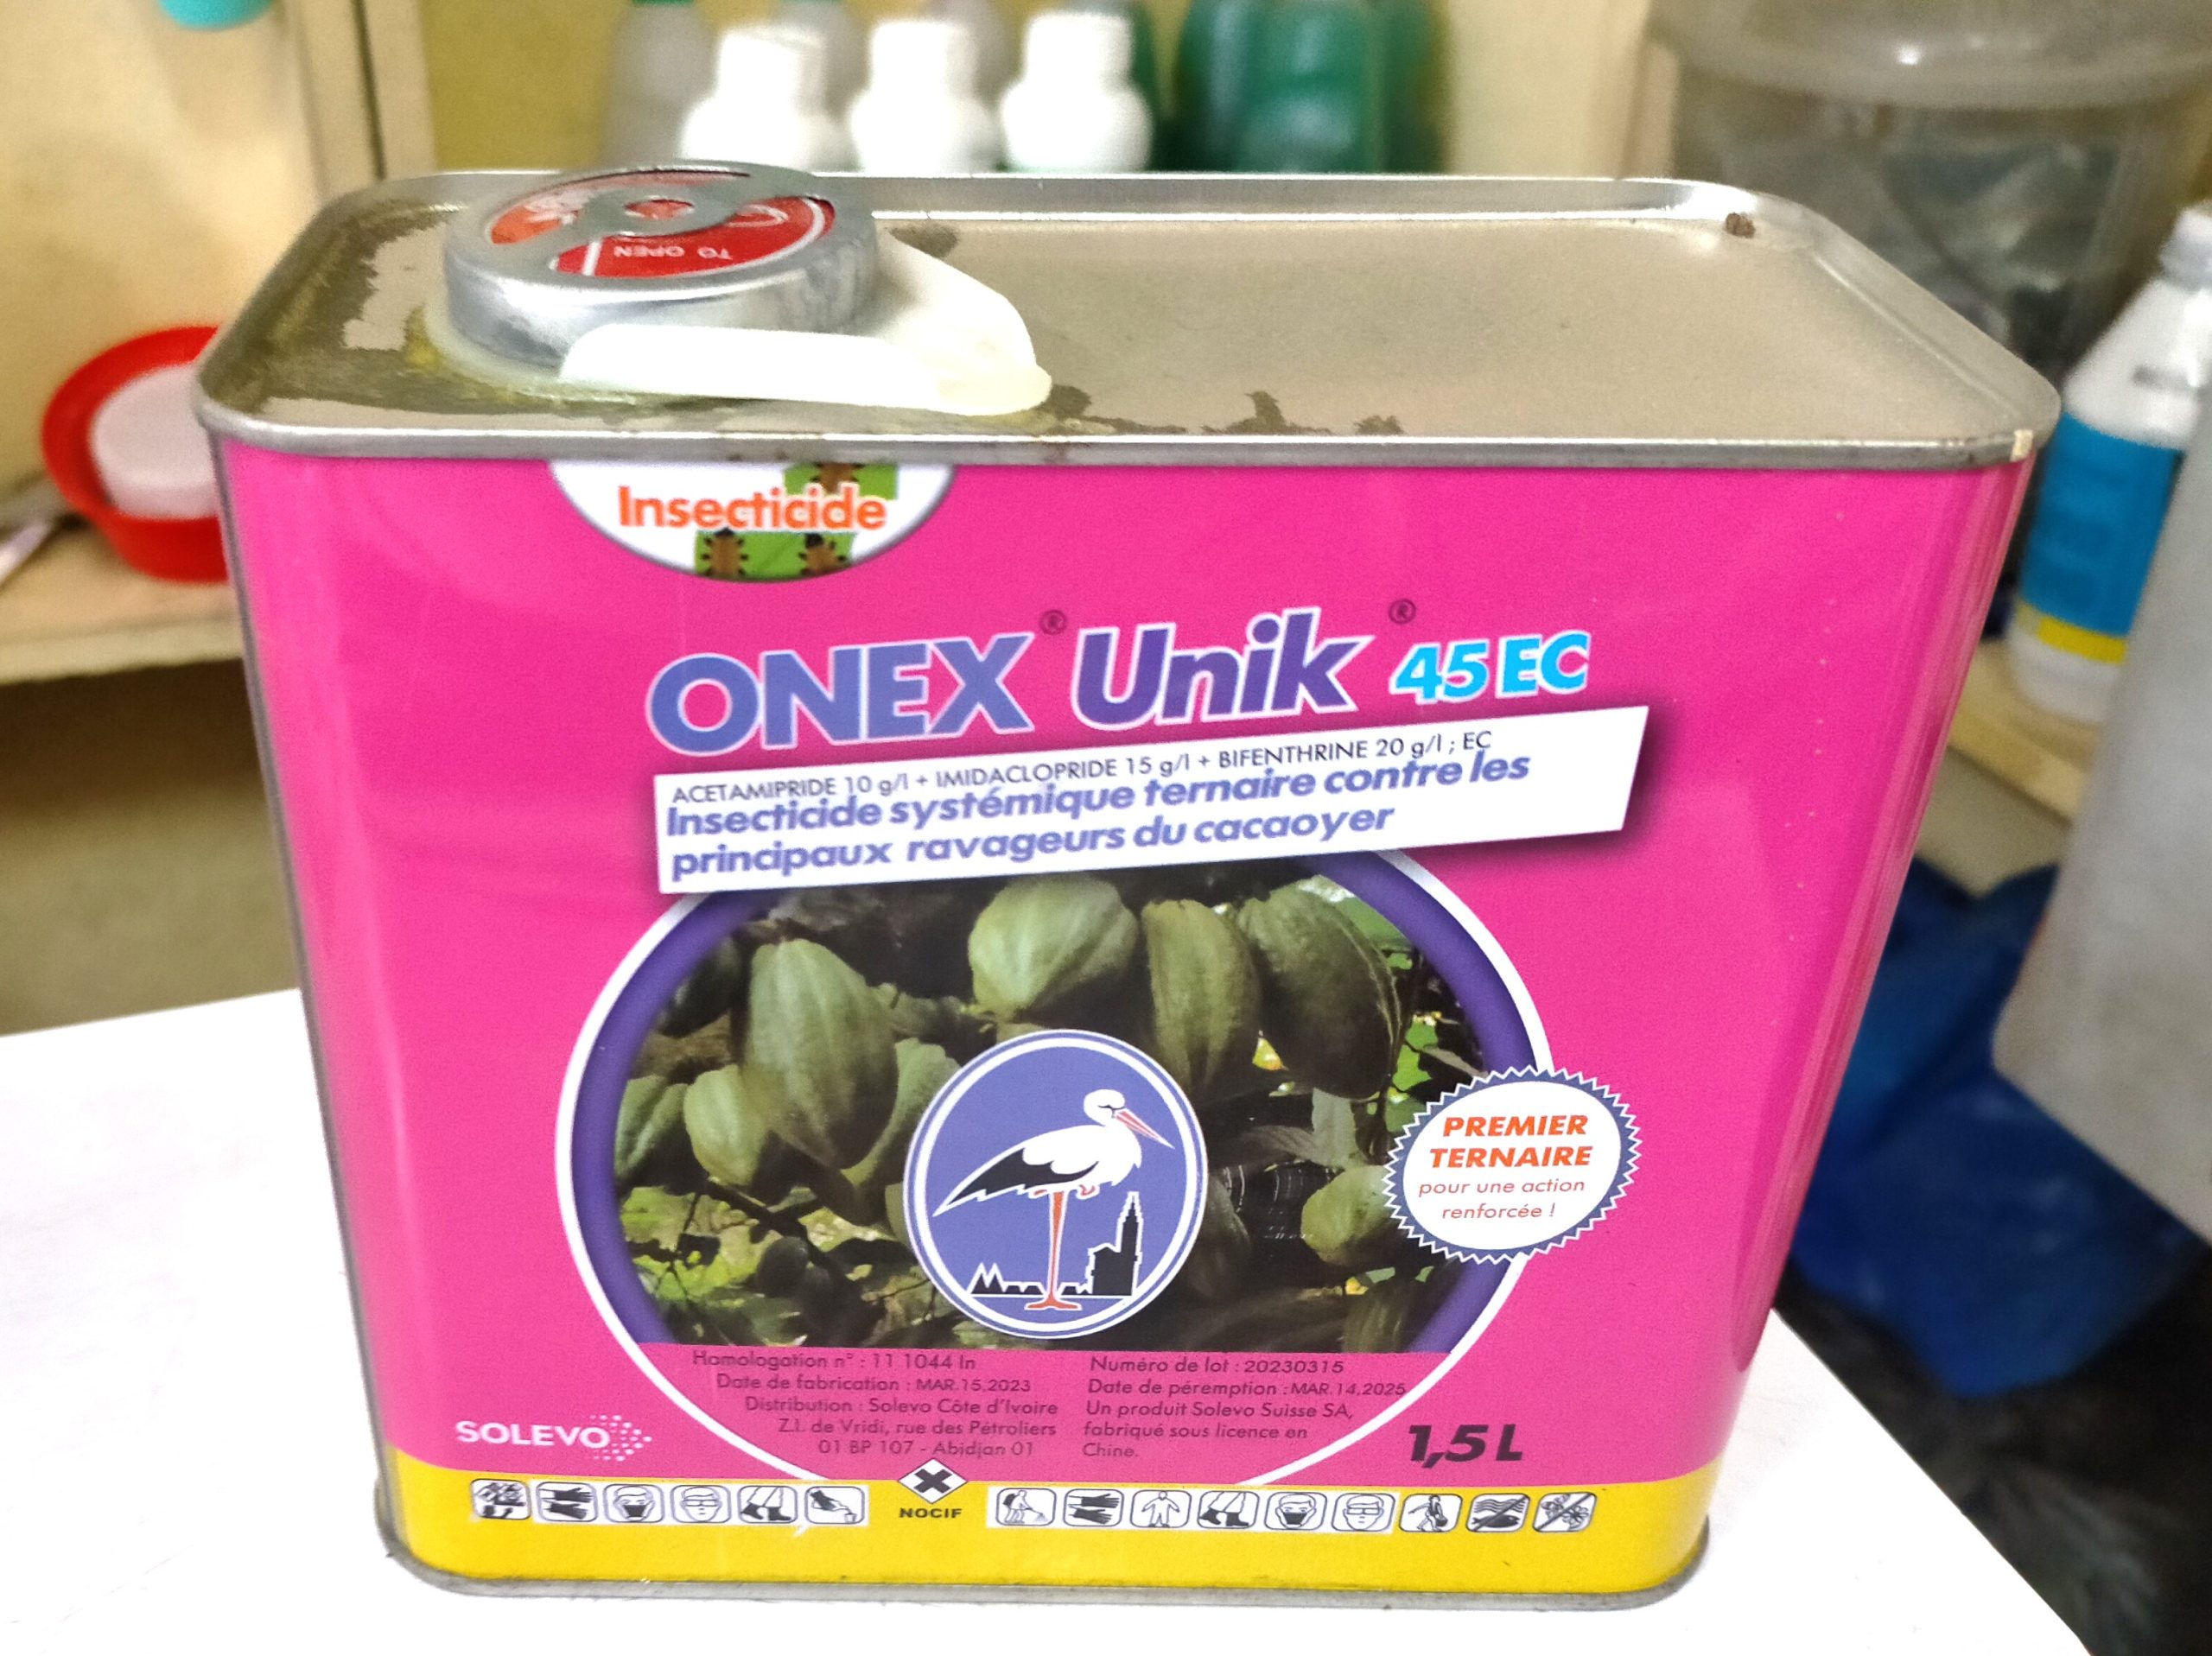 TO OPEN
Insecticide
ONEX® Unik® 45 EC
ACETAMIPRIDE 10 g/l + IMIDACLOPRIDE 15 g/l + BIFENTHRINE 20 g/l ; EC
Insecticide systémique ternaire contre les
principaux ravageurs du cacaoyer
PREMIER
TERNAIRE
pour une action
renforcée !
Homologation n° : 11 1044 In
Date de fabrication : MAR.15.2023
Distribution : Solevo Côte d'Ivoire
Z.I. de Vridi, rue des Pétroliers
01 BP 107 - Abidjan 01
Numéro de lot : 20230315
Date de péremption : MAR.14.2025
Un produit Solevo Suisse SA,
fabriqué sous licence en
Chine.
SOLEVO
1,5 L
NOCIF